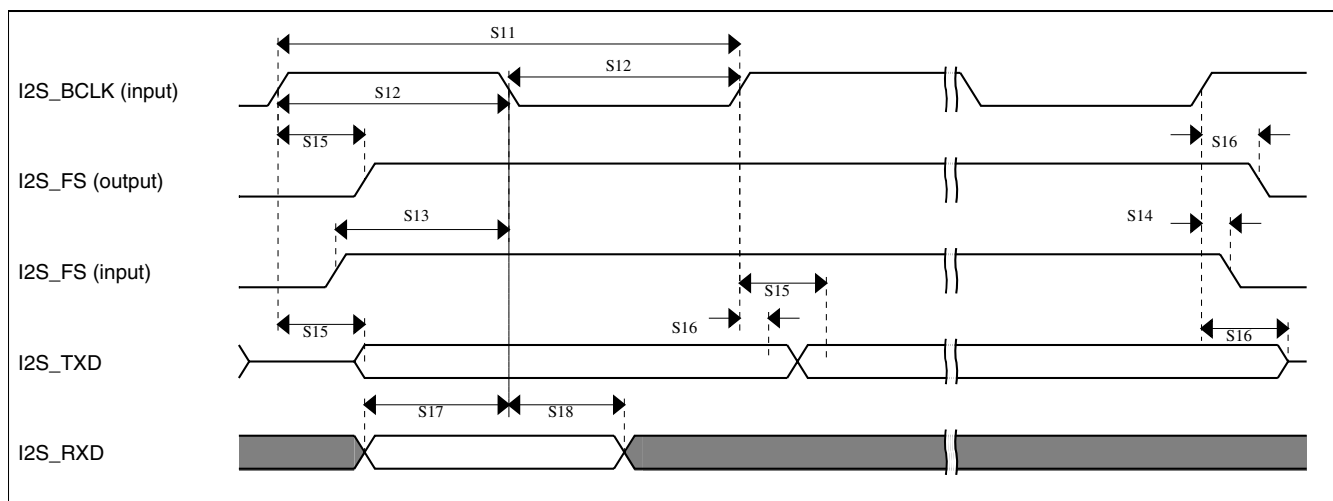 S11
I2S_BCLK (input)
S12
S12
S15
S16
I2S_FS (output)
S13
S14
I2S_FS (input)
S15
S15
S16
S16
I2S_TXD
S17
S18
I2S_RXD